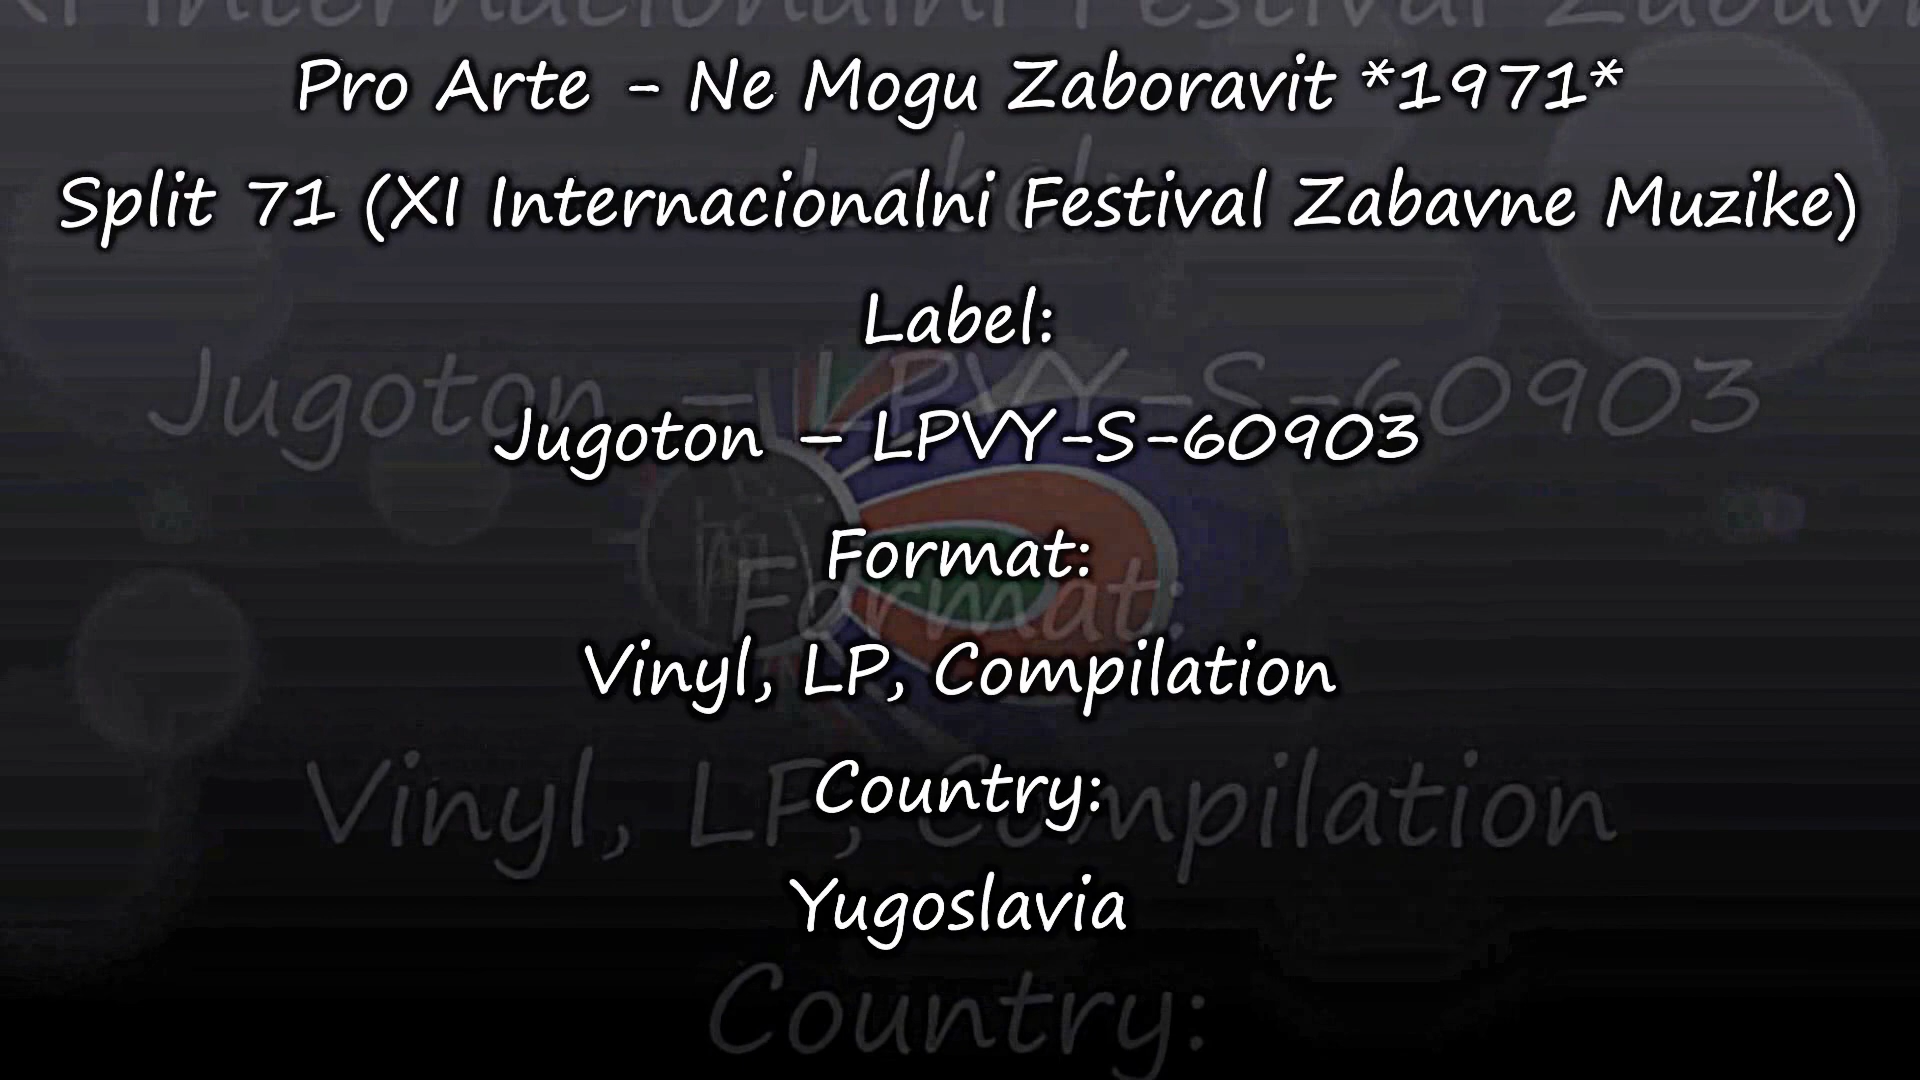 Pro Arte - Ne Mogu Zaboravit *1971*
Split 71 (XI Internacionalni Festival Zabavne Muzike)
Label:
Jugoton – LPVY-S-60903
Format:
Vinyl, LP, Compilation
Country:
Yugoslavia